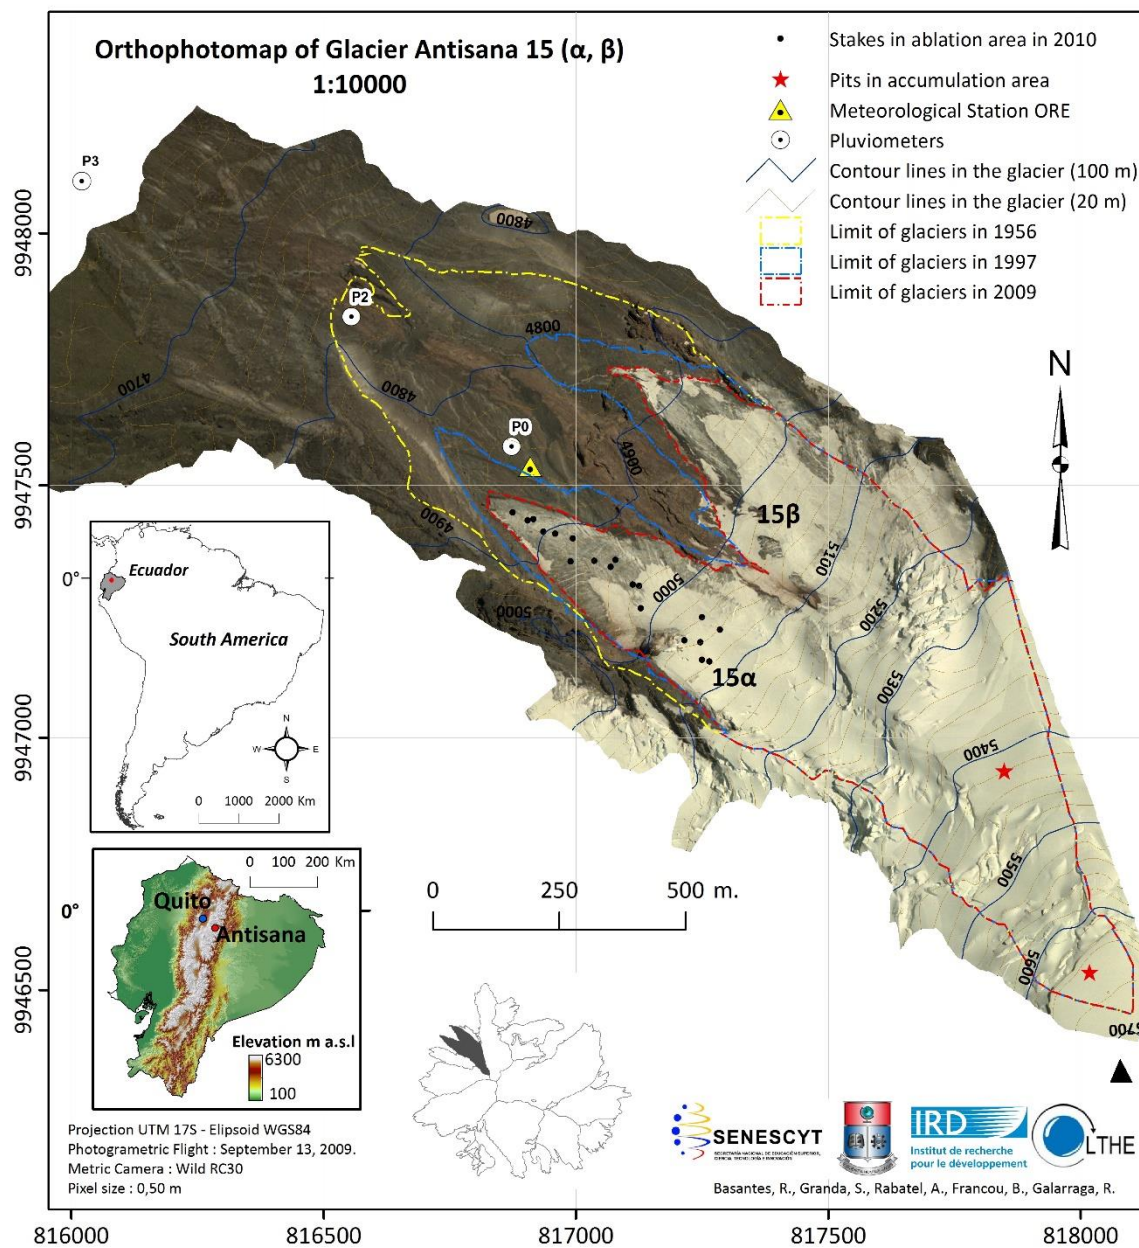 Orthophotomap of Glacier Antisana 15 (α, β)
1:10000
Stakes in ablation area in 2010
Pits in accumulation area
Meteorological Station ORE
Pluviometers
Contour lines in the glacier (100 m)
Contour lines in the glacier (20 m)
Limit of glaciers in 1956
Limit of glaciers in 1997
Limit of glaciers in 2009
N
P3
P2
P0
4800
4800
4700
4800
4900
4900
5000
5000
5100
5200
5300
5400
5500
5600
5700
15β
15α
9948000
9947500
9947000
9946500
0°
Ecuador
South America
N
W E
S
0 1000 2000 Km
0 100 200 Km
0°
Quito
Antisana
Elevation m a.s.l
6300
100
0 250 500 m.
Projection UTM 17S - Elipsoid WGS84
Photogrametric Flight : September 13, 2009.
Metric Camera : Wild RC30
Pixel size : 0,50 m
SENESCYT
IRD
Institut de recherche
pour le développement
LTHE
Basantes, R., Granda, S., Rabatel, A., Francou, B., Galarraga, R.
816000 816500 817000 817500 818000